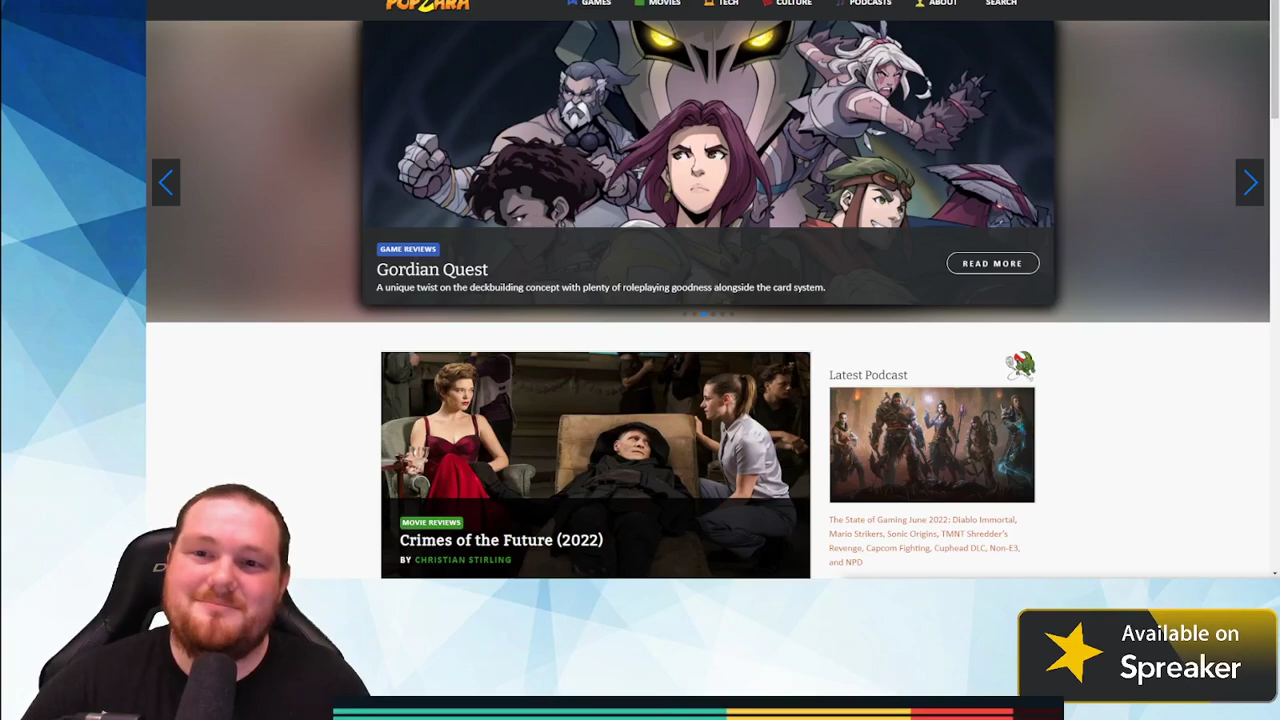 POPZARA
GAMES MOVIES TECH CULTURE PODCASTS ABOUT SEARCH
GAME REVIEWS
Gordian Quest
A unique twist on the deckbuilding concept with plenty of roleplaying goodness alongside the card system.
READ MORE
MOVIE REVIEWS
Crimes of the Future (2022)
BY CHRISTIAN STIRLING
Latest Podcast
The State of Gaming June 2022: Diablo Immortal,
Mario Strikers, Sonic Origins, TMNT Shredder's
Revenge, Capcom Fighting, Cuphead DLC, Non-E3,
and NPD
Available on
Spreaker